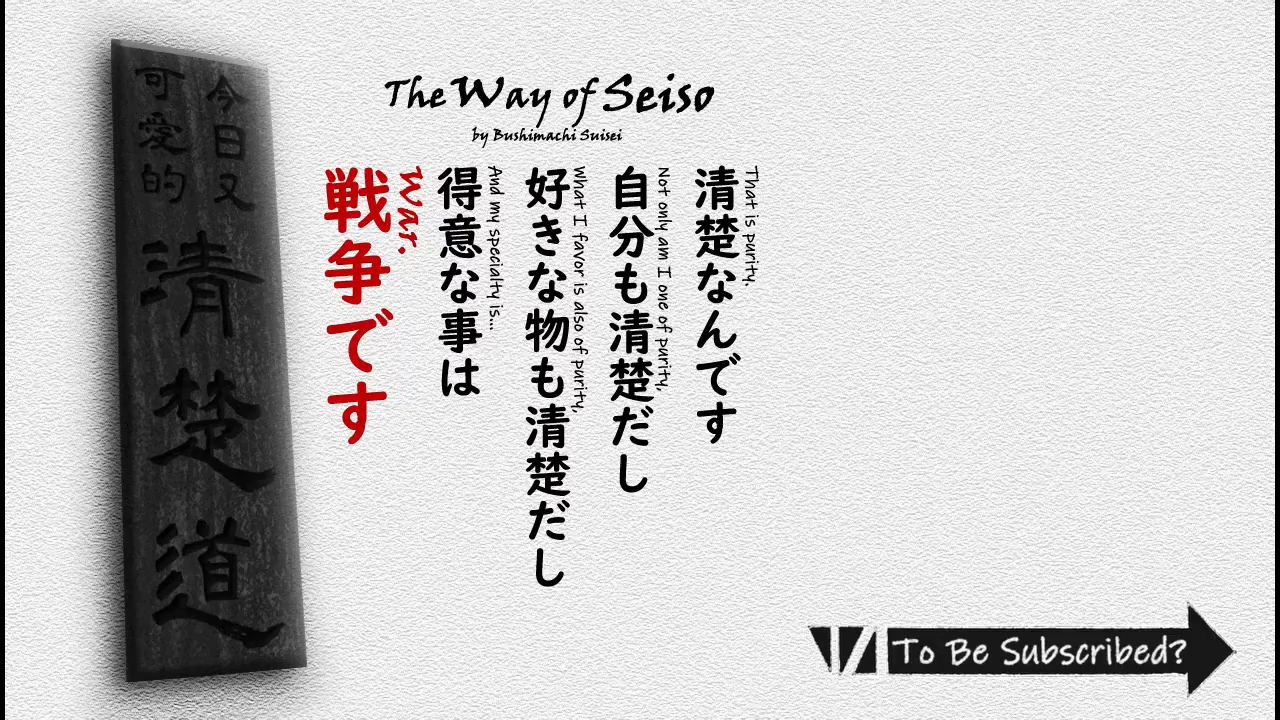 今日又
可愛的
清楚道
The Way of Seiso
by Bushimachi Suisei
That is purity.
清楚なんです
Not only am I one of purity,
自分も清楚だし
What I favor is also of purity,
好きな物も清楚だし
And my specialty is...
得意な事は
War.
戦争です
To Be Subscribed?